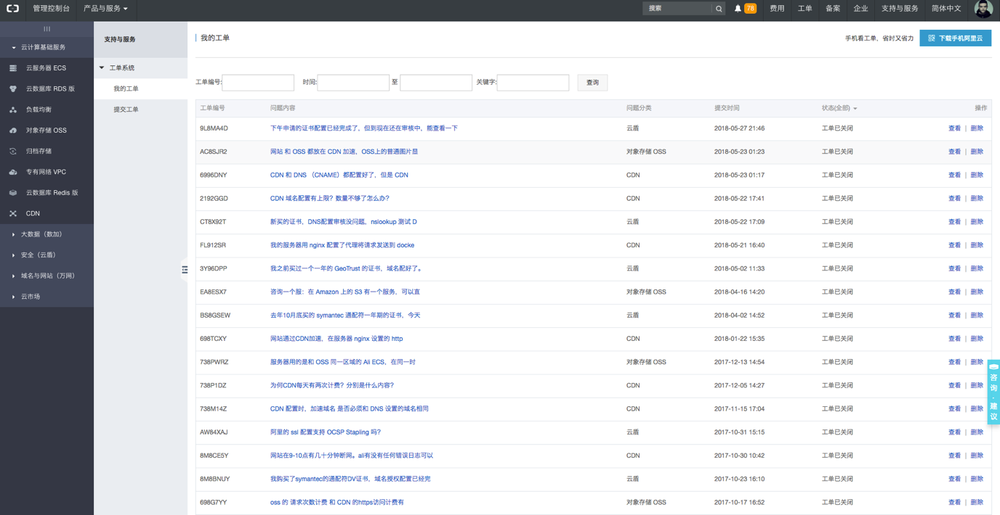 管理控制台 产品与服务 搜索 78 费用 工单 备案 企业 支持与服务 简体中文
云计算基础服务
云服务器 ECS
云数据库 RDS 版
负载均衡
对象存储 OSS
归档存储
专有网络 VPC
云数据库 Redis 版
CDN
大数据（数加）
安全（云盾）
域名与网站（万网）
云市场
支持与服务
工单系统
我的工单
提交工单
我的工单 手机看工单，省时又省力 下载手机阿里云
工单编号: 时间: 至 关键字: 查询
工单编号 问题内容 问题分类 提交时间 状态(全部) 操作
9L8MA4D 下午申请的证书配置已经完成了，但到现在还在审核中，能查看一下 云盾 2018-05-27 21:46 工单已关闭 查看 | 删除
AC8SJR2 网站 和 OSS 都放在 CDN 加速，OSS上的普通图片显 对象存储 OSS 2018-05-23 01:23 工单已关闭 查看 | 删除
6996DNY CDN 和 DNS （CNAME）都配置好了，但是 CDN CDN 2018-05-23 01:17 工单已关闭 查看 | 删除
2192GGD CDN 域名配置有上限？数量不够了怎么办？ CDN 2018-05-22 17:41 工单已关闭 查看 | 删除
CT8X92T 新买的证书，DNS配置审核没问题，nslookup 测试 D 云盾 2018-05-22 17:09 工单已关闭 查看 | 删除
FL912SR 我的服务器用 nginx 配置了代理将请求发送到 docke CDN 2018-05-21 16:40 工单已关闭 查看 | 删除
3Y96DPP 我之前买过一个一年的 GeoTrust 的证书，域名配好了。 云盾 2018-05-02 11:33 工单已关闭 查看 | 删除
EA8ESX7 咨询一个服：在 Amazon 上的 S3 有一个服务，可以直 对象存储 OSS 2018-04-16 14:20 工单已关闭 查看 | 删除
BS8GSEW 去年10月底买的 symantec 通配符一年期的证书，今天 云盾 2018-04-02 14:52 工单已关闭 查看 | 删除
698TCXY 网站通过CDN加速，在服务器 nginx 设置的 http CDN 2018-01-22 15:35 工单已关闭 查看 | 删除
738PWRZ 服务器用的是和 OSS 同一区域的 Ali ECS，在同一时 对象存储 OSS 2017-12-13 14:54 工单已关闭 查看 | 删除
738P1DZ 为何CDN每天有两次计费？分别是什么内容？ CDN 2017-12-05 14:27 工单已关闭 查看 | 删除
738M14Z CDN 配置时，加速域名 是否必须和 DNS 设置的域名相同 CDN 2017-11-15 17:04 工单已关闭 查看 | 删除
AW84XAJ 阿里的 ssl 配置支持 OCSP Stapling 吗？ 云盾 2017-10-31 15:15 工单已关闭 查看 | 删除
8M8CE5Y 网站在9-10点有几十分钟断网。ali有没有任何错误日志可以 CDN 2017-10-30 10:42 工单已关闭 查看 | 删除
8M8BNUY 我购买了symantec的通配符DV证书，域名授权配置已经完 云盾 2017-10-23 16:10 工单已关闭 查看 | 删除
698G7YY oss 的 请求次数计费 和 CDN 的https访问计费有 对象存储 OSS 2017-10-17 16:52 工单已关闭 查看 | 删除
咨询·建议